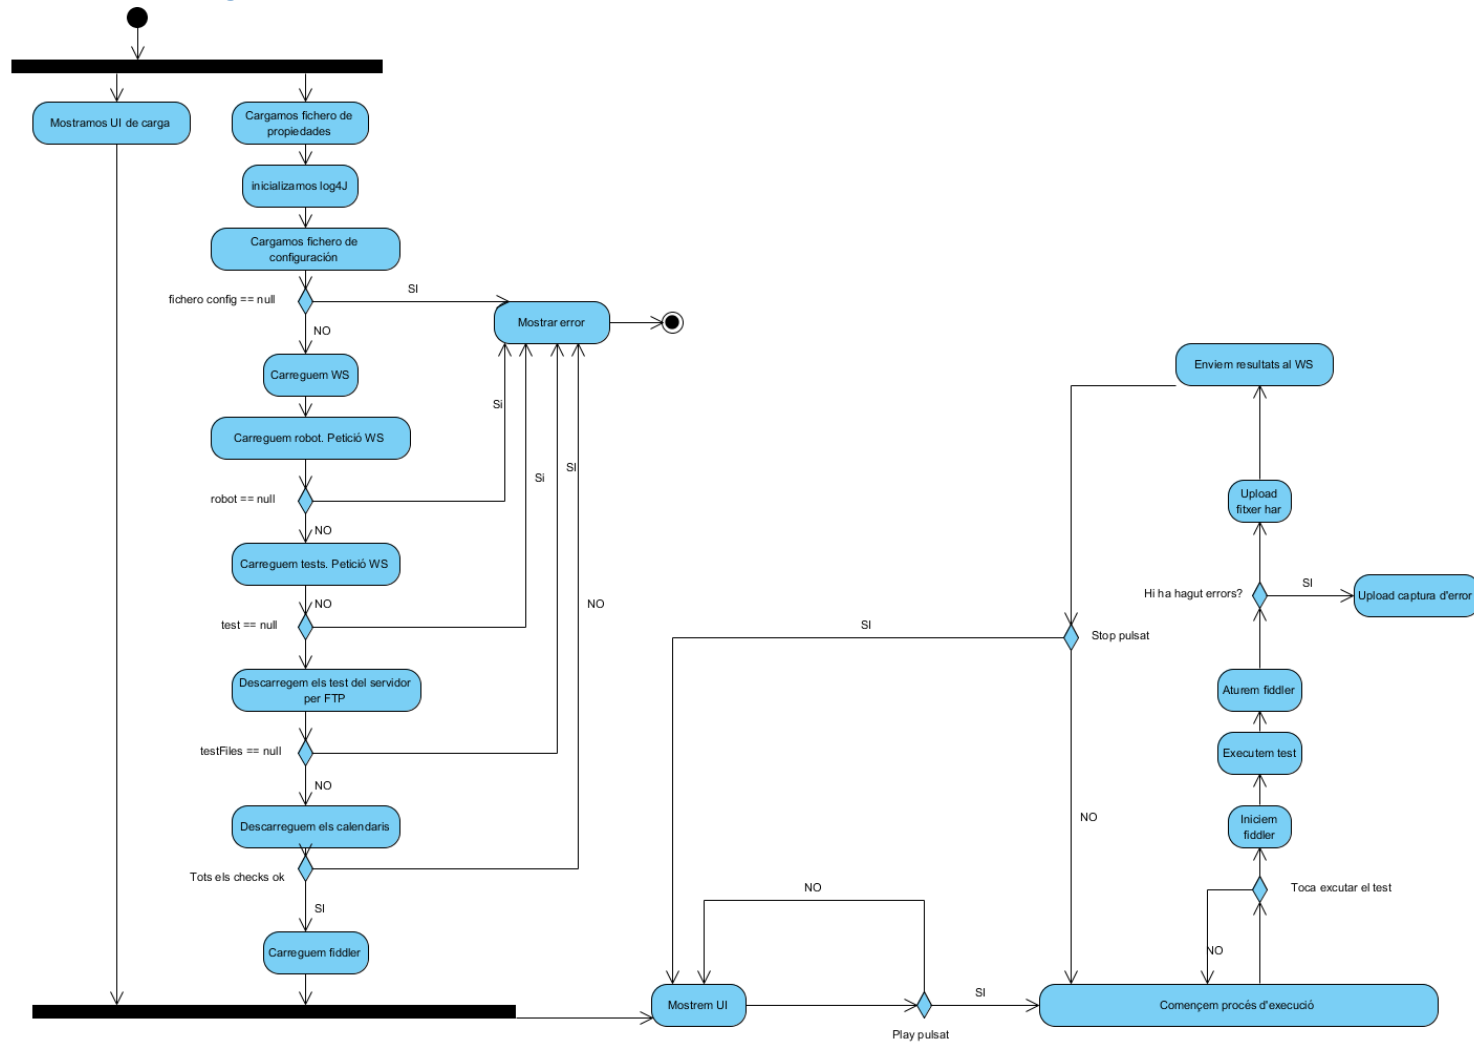 Mostramos UI de carga
Cargamos fichero de
propiedades
inicializamos log4J
Cargamos fichero de
configuración
fichero config == null
SI
NO
Mostrar error
Carreguem WS
Carreguem robot. Petició WS
Si
robot == null
NO
Si
SI
Carreguem tests. Petició WS
NO
test == null
NO
Descarregem els test del servidor
per FTP
testFiles == null
NO
Descarreguem els calendaris
Tots els checks ok
SI
Carreguem fiddler
Mostrem UI
NO
Play pulsat
SI
Començem procés d'execució
NO
Toca excutar el test
Iniciem
fiddler
Executem test
Aturem fiddler
Hi ha hagut errors?
SI
Upload captura d'error
Upload
fitxer har
Enviem resultats al WS
Stop pulsat
SI
NO